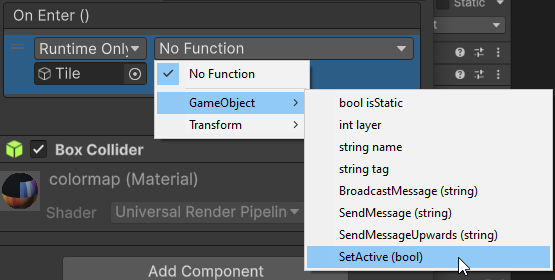 On Enter ()
Static
Runtime Only
No Function
Tile
No Function
GameObject
Transform
bool isStatic
int layer
string name
string tag
BroadcastMessage (string)
SendMessage (string)
SendMessageUpwards (string)
SetActive (bool)
Box Collider
colormap (Material)
Shader
Universal Render Pipelin
Add Component